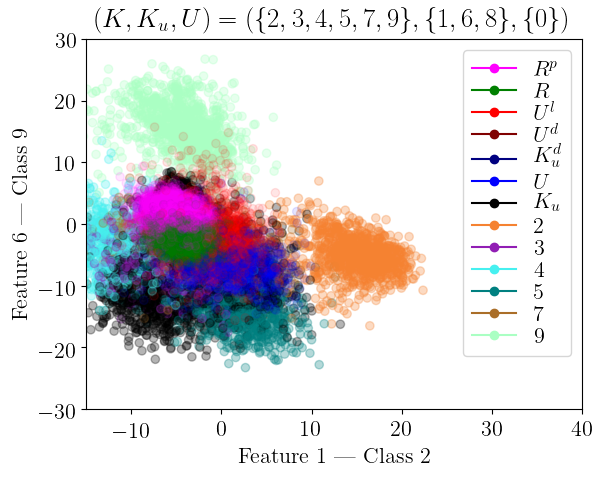 (K, K_u, U) = ({2, 3, 4, 5, 7, 9}, {1, 6, 8}, {0})
30
20
10
0
−10
−20
−30
Feature 6 — Class 9
R^p
R
U^l
U^d
K_u^d
U
K_u
2
3
4
5
7
9
−10
0
10
20
30
40
Feature 1 — Class 2